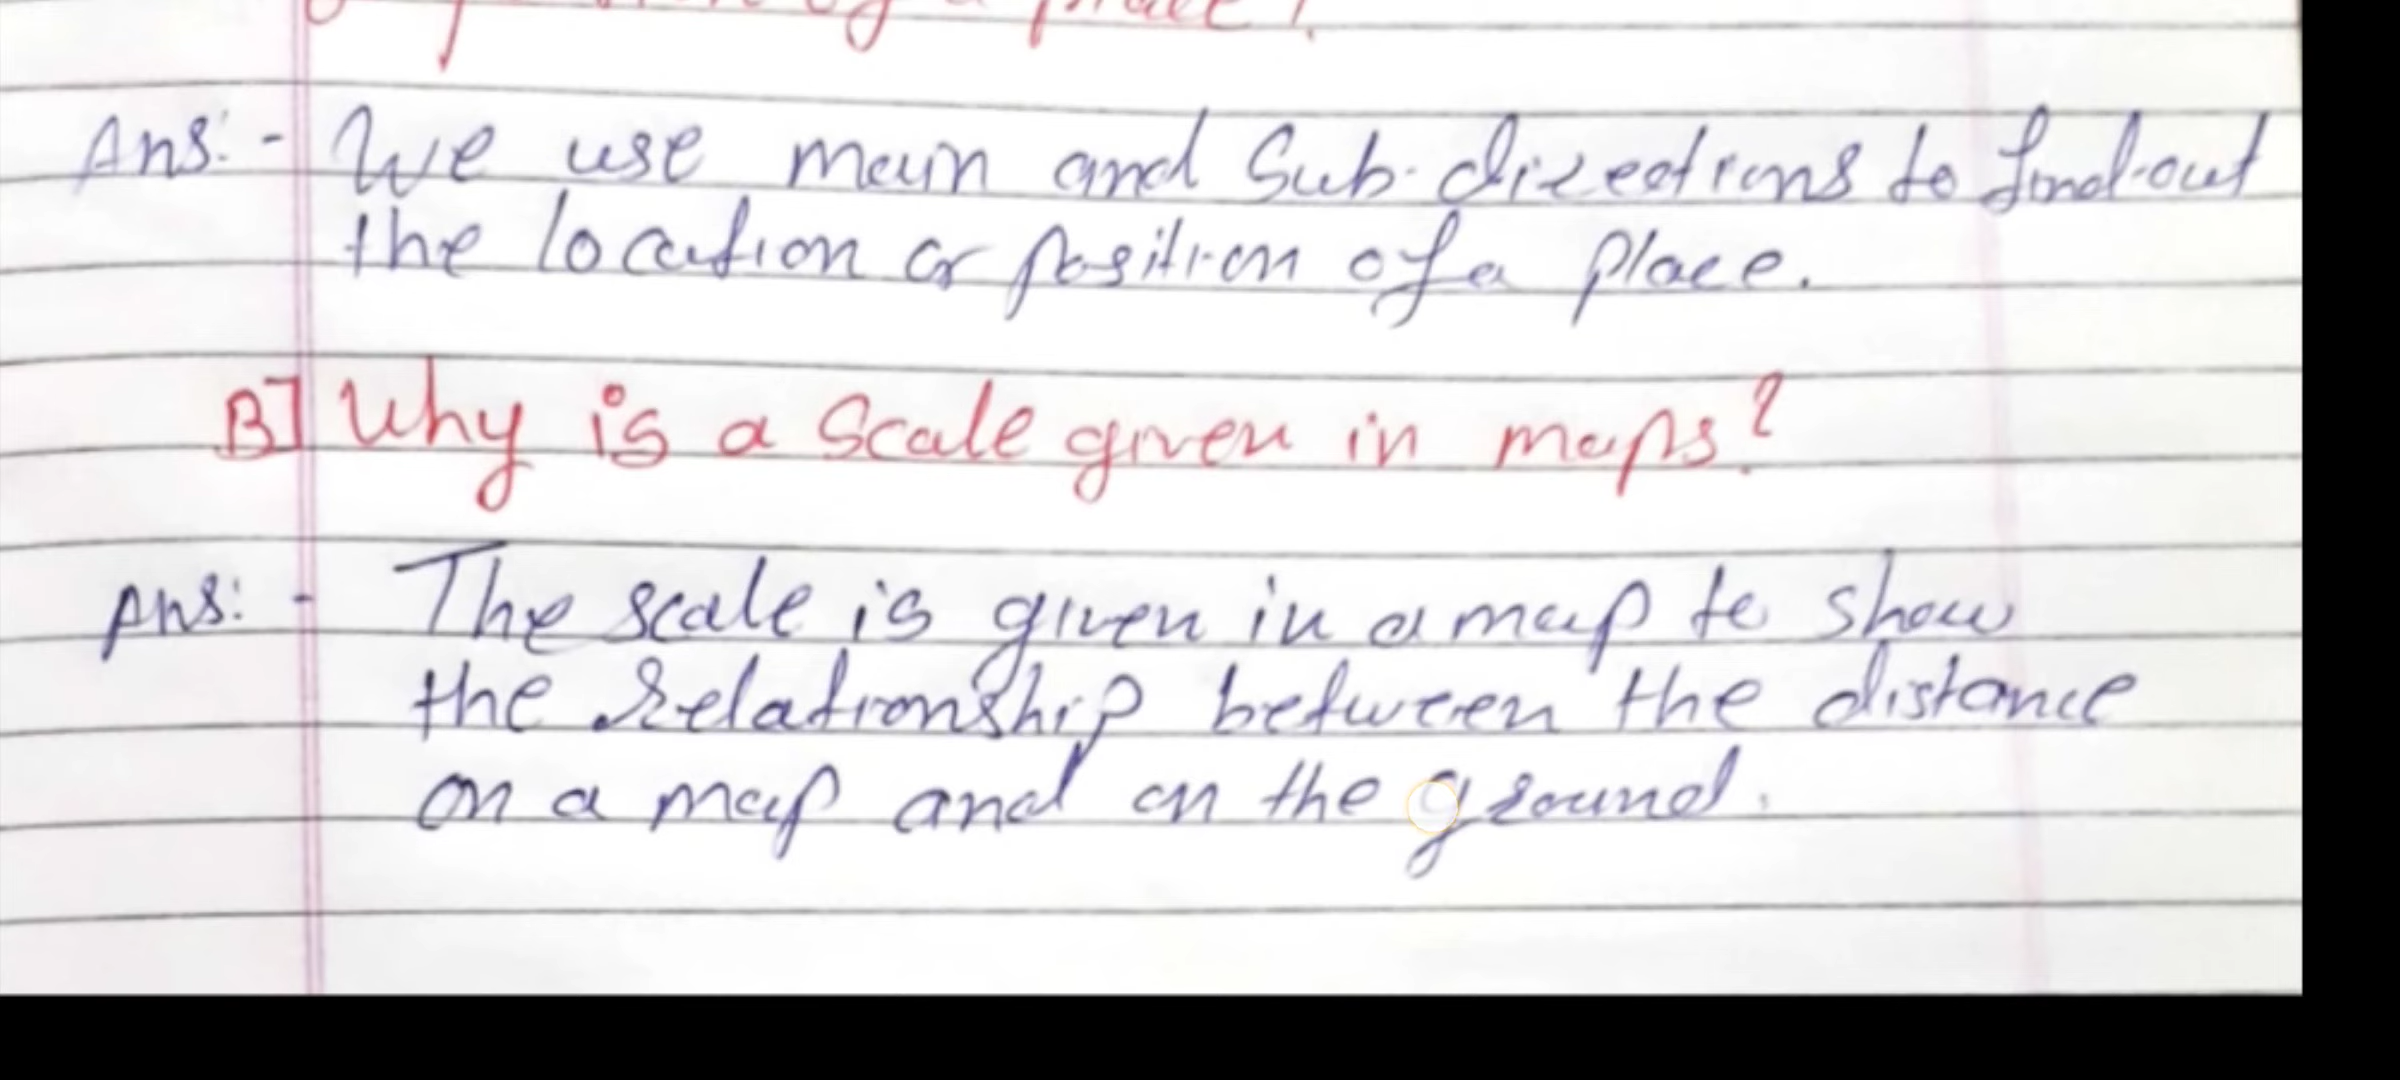 of a place?
Ans:- We use main and Sub-directions to find-out
the location or position of a place.
B] Why is a Scale given in maps?
Ans:- The scale is given in a map to show
the relationship between the distance
on a map and on the ground.